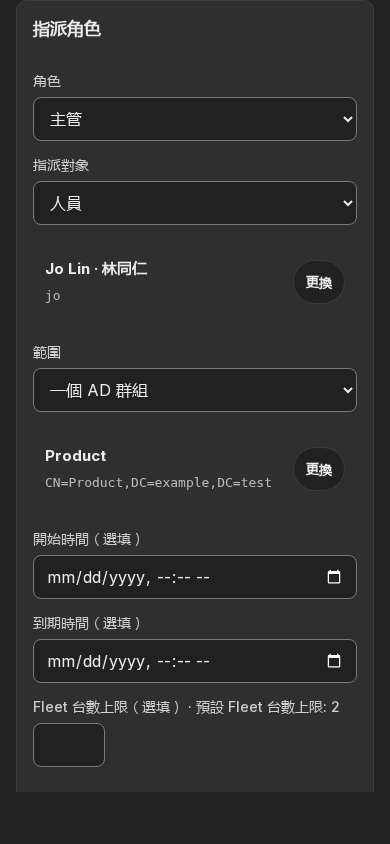 指派角色
角色
主管
指派對象
人員
Jo Lin · 林同仁
jo
更換
範圍
一個 AD 群組
Product
CN=Product,DC=example,DC=test
更換
開始時間（選填）
mm/dd/yyyy, --:-- --
到期時間（選填）
mm/dd/yyyy, --:-- --
Fleet 台數上限（選填） · 預設 Fleet 台數上限: 2